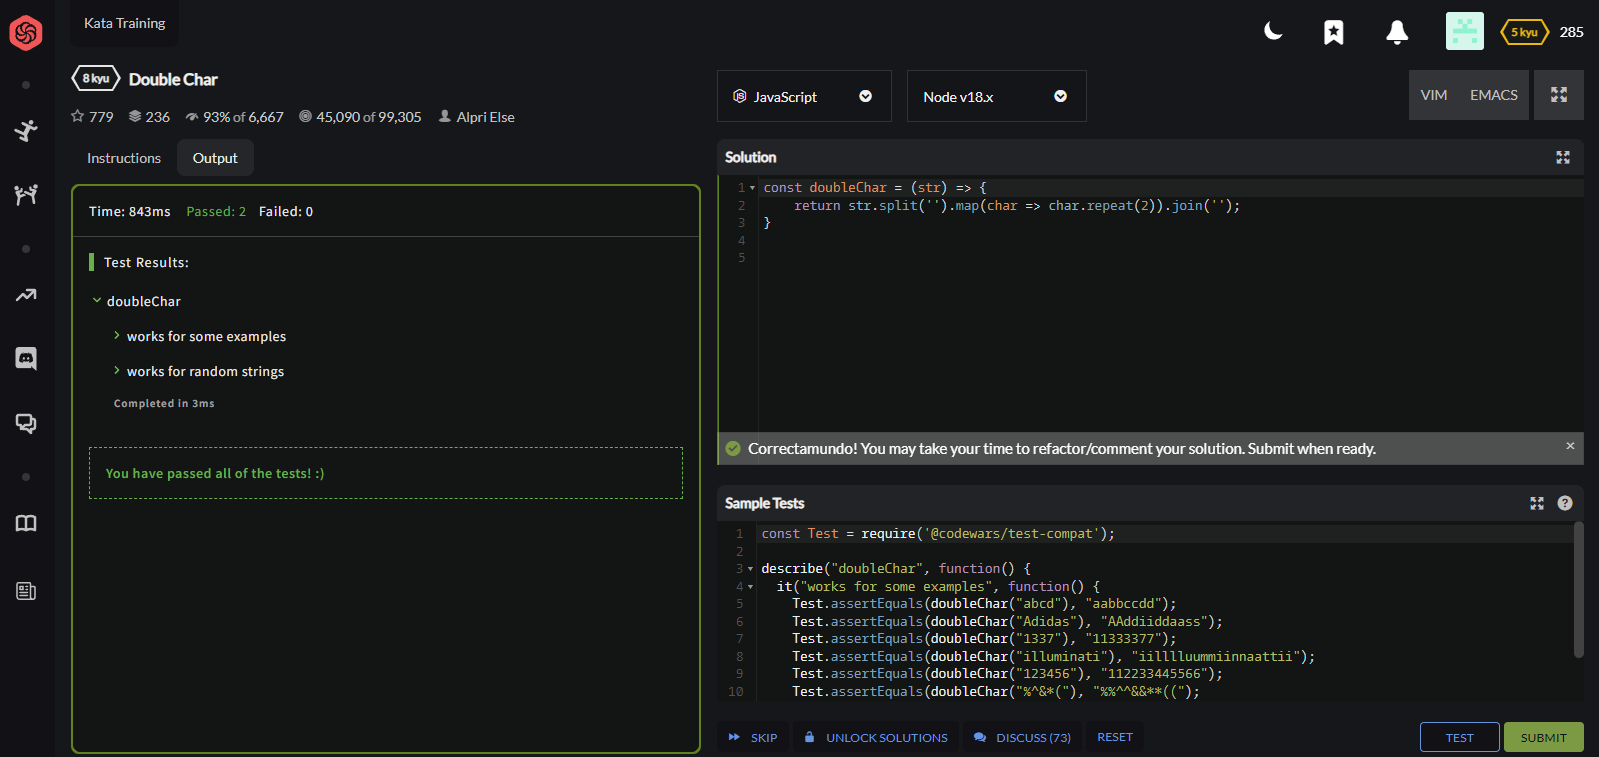 Kata Training
5 kyu 285
8 kyu Double Char
779 236 93% of 6,667 45,090 of 99,305 Alpri Else
Instructions Output
Time: 843ms Passed: 2 Failed: 0
Test Results:
doubleChar
works for some examples
works for random strings
Completed in 3ms
You have passed all of the tests! :)
JavaScript Node v18.x VIM EMACS
Solution
1 const doubleChar = (str) => {
2 return str.split('').map(char => char.repeat(2)).join('');
3 }
4
5
Correctamundo! You may take your time to refactor/comment your solution. Submit when ready. ×
Sample Tests ?
1 const Test = require('@codewars/test-compat');
2
3 describe("doubleChar", function() {
4 it("works for some examples", function() {
5 Test.assertEquals(doubleChar("abcd"), "aabbccdd");
6 Test.assertEquals(doubleChar("Adidas"), "AAddiiddaass");
7 Test.assertEquals(doubleChar("1337"), "11333377");
8 Test.assertEquals(doubleChar("illuminati"), "iilllluummiinnaattii");
9 Test.assertEquals(doubleChar("123456"), "112233445566");
10 Test.assertEquals(doubleChar("%^&*("), "%%^^&&**((");
SKIP UNLOCK SOLUTIONS DISCUSS (73) RESET TEST SUBMIT